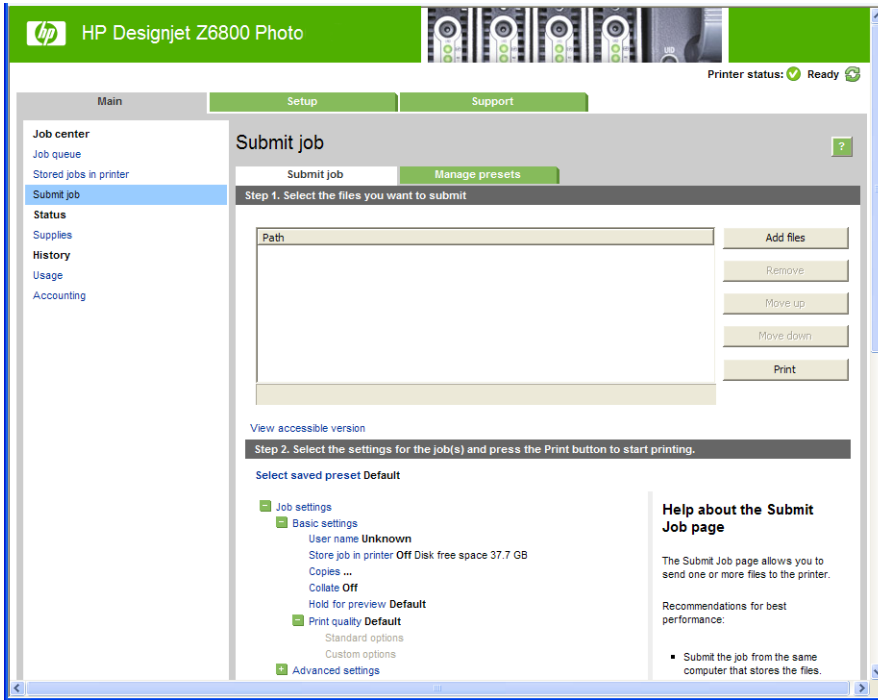 hp HP Designjet Z6800 Photo
UID
Printer status: Ready
Main Setup Support
Job center
Job queue
Stored jobs in printer
Submit job
Status
Supplies
History
Usage
Accounting
Submit job
?
Submit job Manage presets
Step 1. Select the files you want to submit
Path
Add files
Remove
Move up
Move down
Print
View accessible version
Step 2. Select the settings for the job(s) and press the Print button to start printing.
Select saved preset Default
Job settings
Basic settings
User name Unknown
Store job in printer Off Disk free space 37.7 GB
Copies ...
Collate Off
Hold for preview Default
Print quality Default
Standard options
Custom options
Advanced settings
Help about the Submit
Job page
The Submit Job page allows you to
send one or more files to the printer.
Recommendations for best
performance:
Submit the job from the same
computer that stores the files.